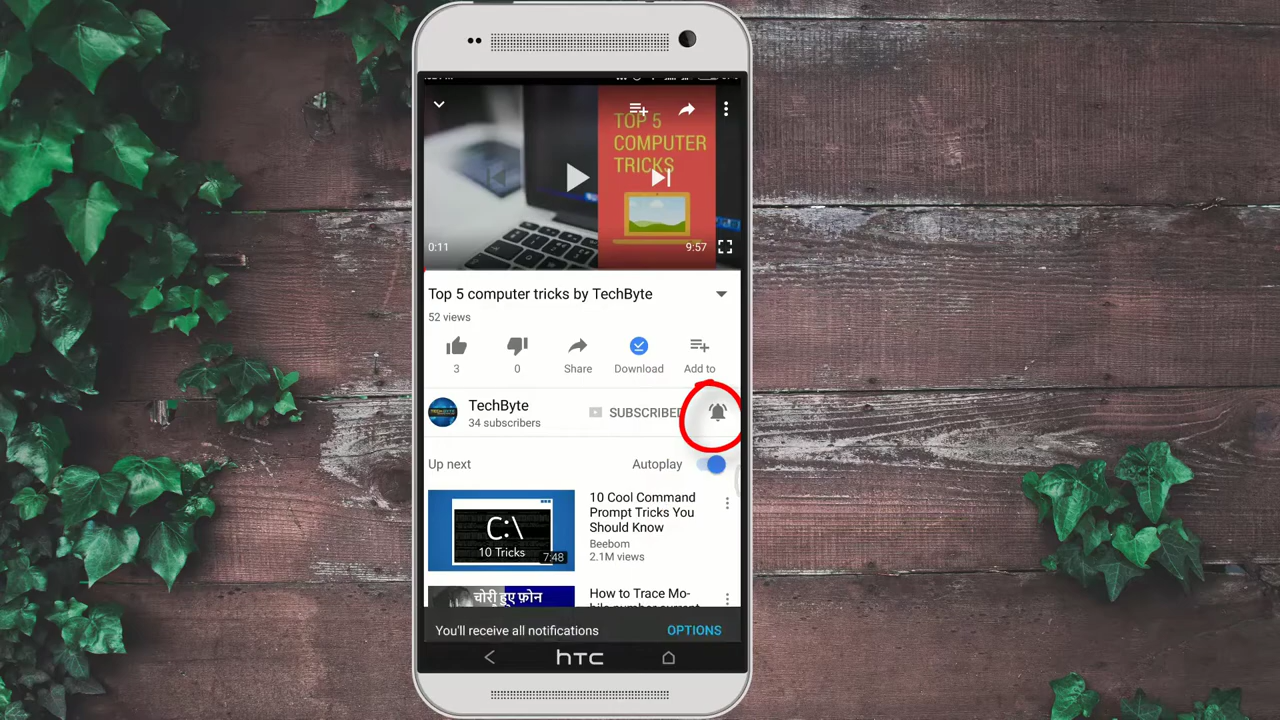 TOP 5
COMPUTER
TRICKS
0:11
9:57
Top 5 computer tricks by TechByte
52 views
3
0
Share
Download
Add to
TechByte
34 subscribers
SUBSCRIBED
Up next
Autoplay
C:\
10 Tricks
7:48
10 Cool Command
Prompt Tricks You
Should Know
Beebom
2.1M views
चोरी हुए फ़ोन
How to Trace Mo-
You'll receive all notifications
OPTIONS
hTC